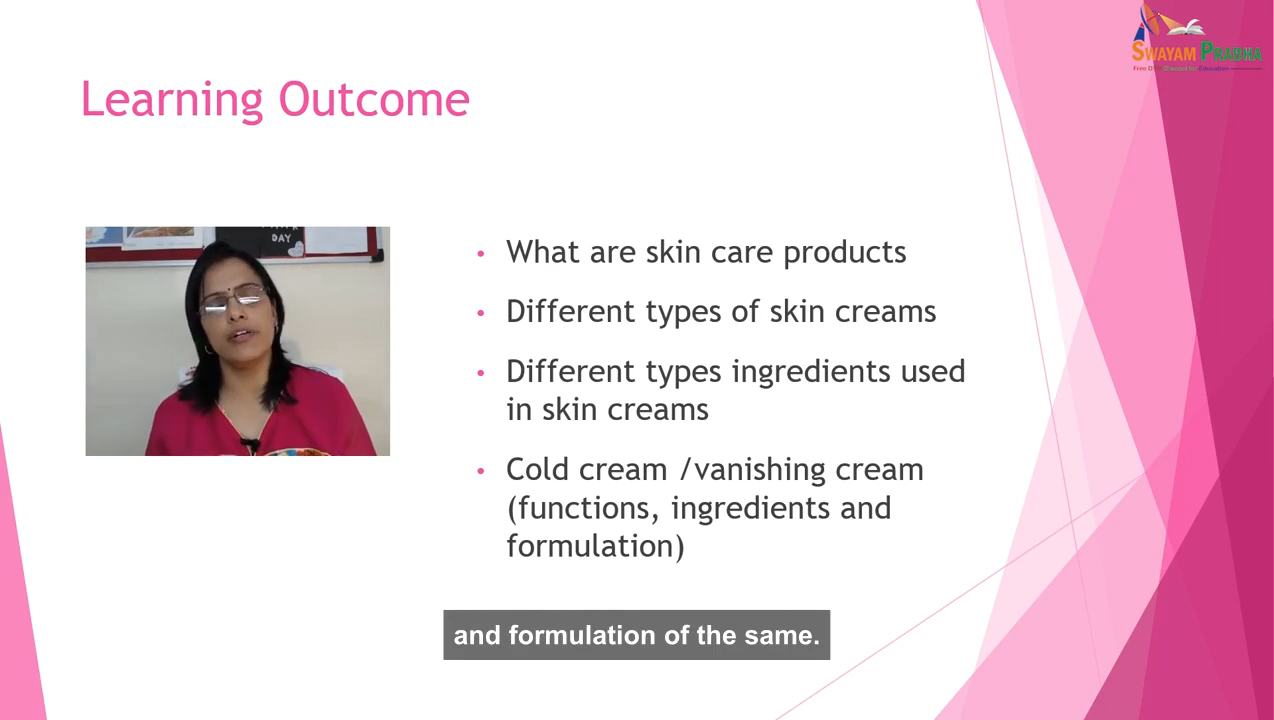 SWAYAM PRABHA
Learning Outcome
DAY
• What are skin care products
• Different types of skin creams
• Different types ingredients used
in skin creams
• Cold cream /vanishing cream
(functions, ingredients and
formulation)
and formulation of the same.